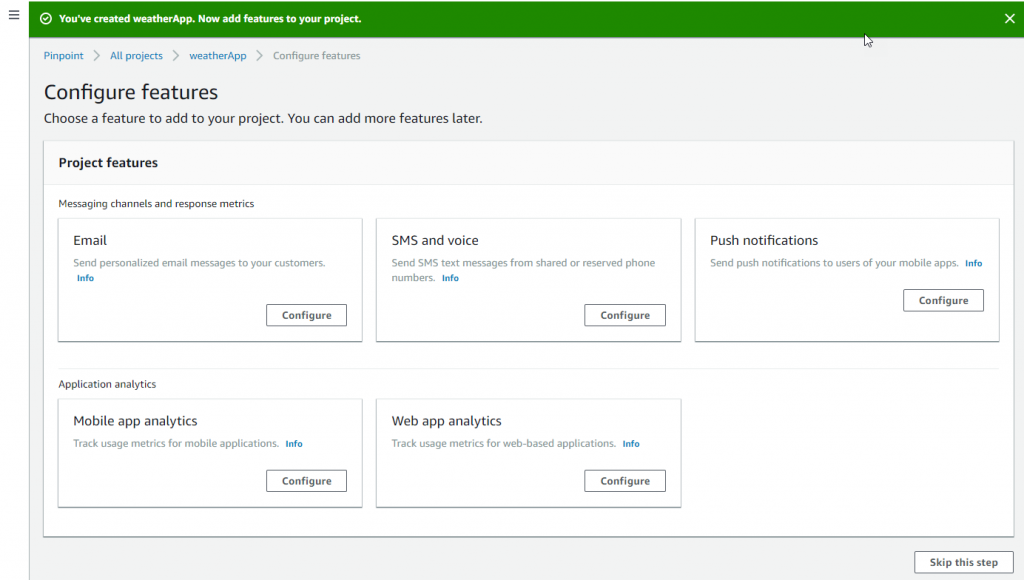 You've created weatherApp. Now add features to your project.
Pinpoint > All projects > weatherApp > Configure features
Configure features
Choose a feature to add to your project. You can add more features later.
Project features
Messaging channels and response metrics
Email
Send personalized email messages to your customers.
Info
Configure
SMS and voice
Send SMS text messages from shared or reserved phone
numbers. Info
Configure
Push notifications
Send push notifications to users of your mobile apps. Info
Configure
Application analytics
Mobile app analytics
Track usage metrics for mobile applications. Info
Configure
Web app analytics
Track usage metrics for web-based applications. Info
Configure
Skip this step